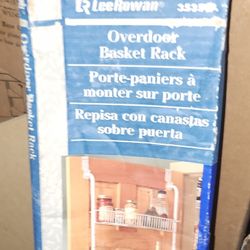 LeeRowan®
Overdoor
Basket Rack
Porte-paniers à
monter sur porte
Repisa con canastas
sobre puerta
Overdoor Basket Rack